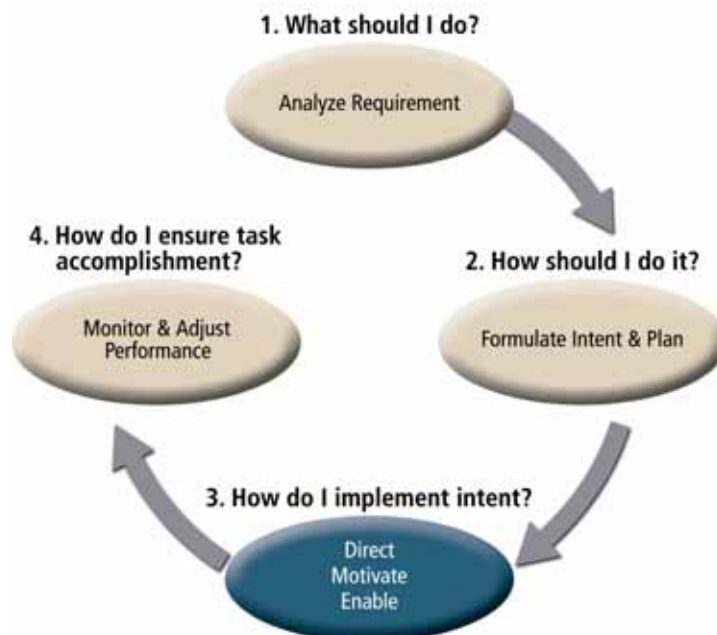 1. What should I do?
Analyze Requirement
2. How should I do it?
Formulate Intent & Plan
3. How do I implement intent?
Direct
Motivate
Enable
4. How do I ensure task
accomplishment?
Monitor & Adjust
Performance